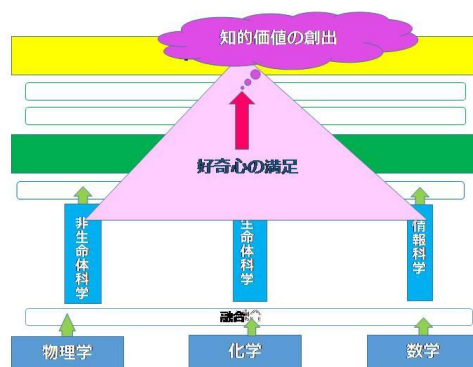 知的価値の創出
好奇心の満足
非生命体科学
生命体科学
情報科学
融合
物理学
化学
数学